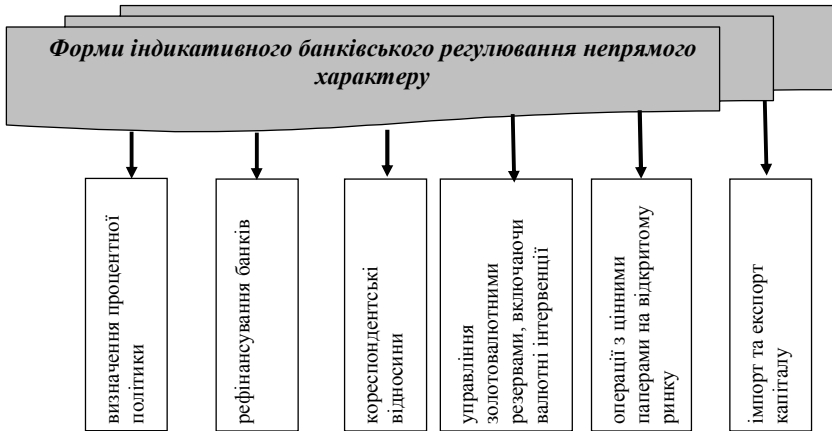 Форми індикативного банківського регулювання непрямого
характеру
визначення процентної
політики
рефінансування банків
кореспондентські
відносини
управління
золотовалютними
резервами, включаючи
валютні інтервенції
операції з цінними
паперами на відкритому
ринку
імпорт та експорт
капіталу